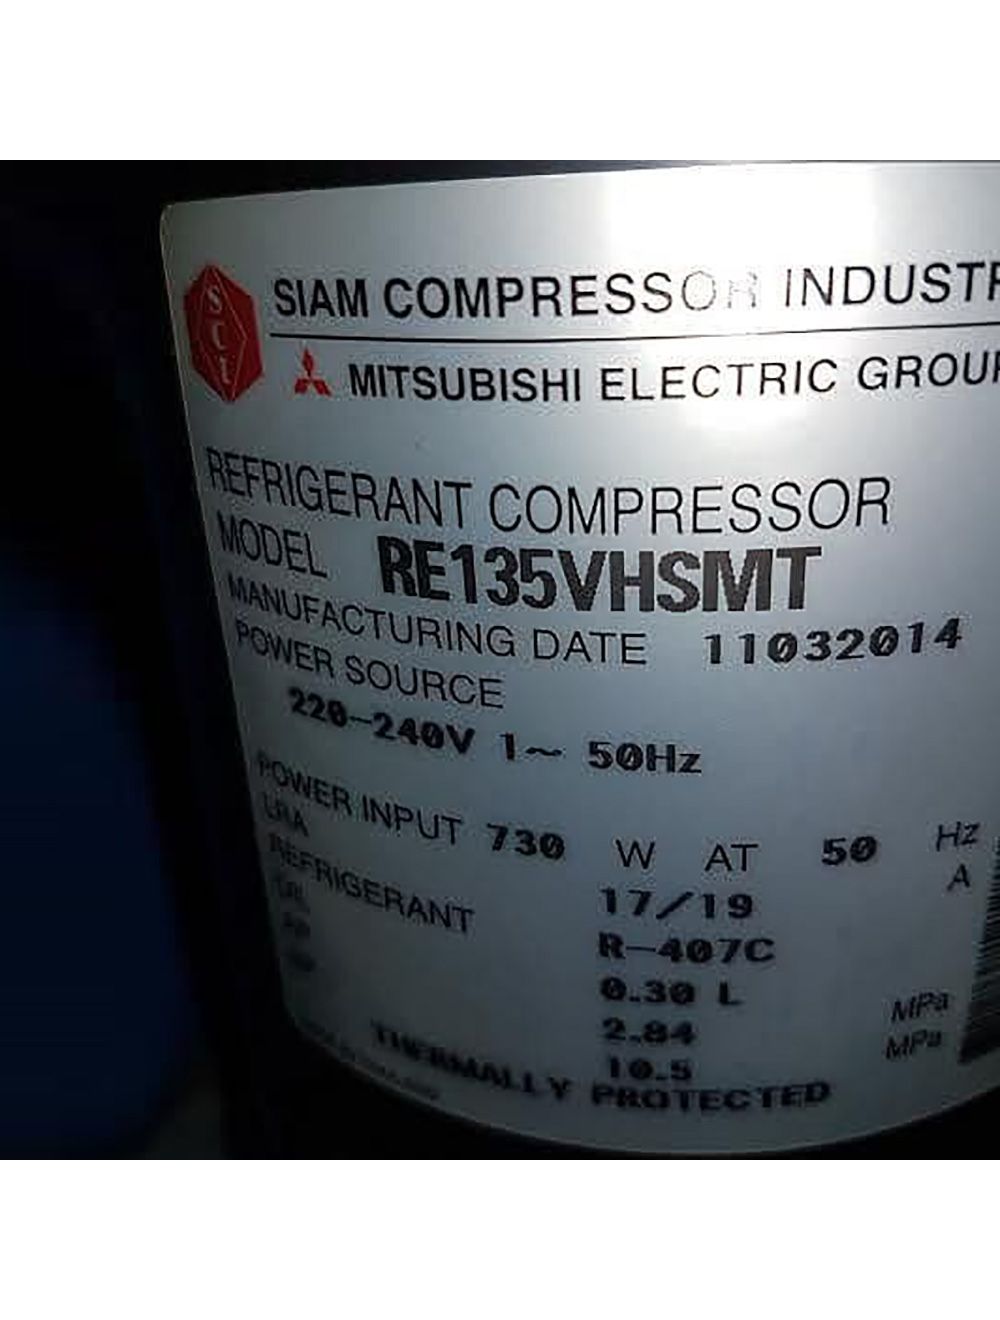 SCI
SIAM COMPRESSOR INDUSTR
MITSUBISHI ELECTRIC GROUP
REFRIGERANT COMPRESSOR
MODEL RE135VHSMT
MANUFACTURING DATE 11032014
POWER SOURCE
220-240V 1~ 50Hz
POWER INPUT 730 W AT 50 Hz
LRA 17/19 A
REFRIGERANT R-407C
0.30 L
2.84 MPa
10.5 MPa
THERMALLY PROTECTED